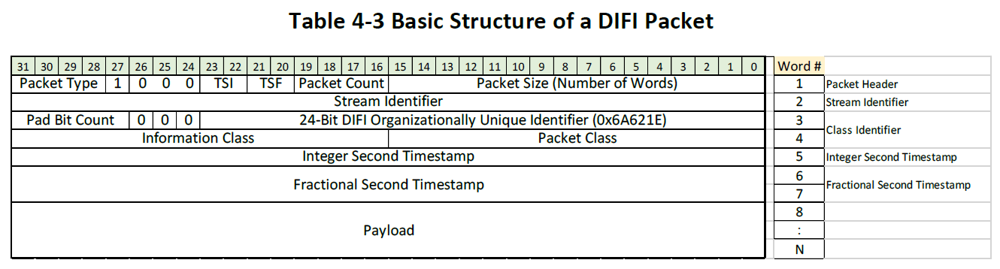 Table 4-3 Basic Structure of a DIFI Packet
31 30 29 28 27 26 25 24 23 22 21 20 19 18 17 16 15 14 13 12 11 10 9 8 7 6 5 4 3 2 1 0 Word #
Packet Type 1 0 0 0 TSI TSF Packet Count Packet Size (Number of Words) 1 Packet Header
Stream Identifier 2 Stream Identifier
Pad Bit Count 0 0 0 24-Bit DIFI Organizationally Unique Identifier (0x6A621E) 3
Class Identifier
Information Class Packet Class 4
Integer Second Timestamp 5 Integer Second Timestamp
6
Fractional Second Timestamp Fractional Second Timestamp
7
8
Payload :
N